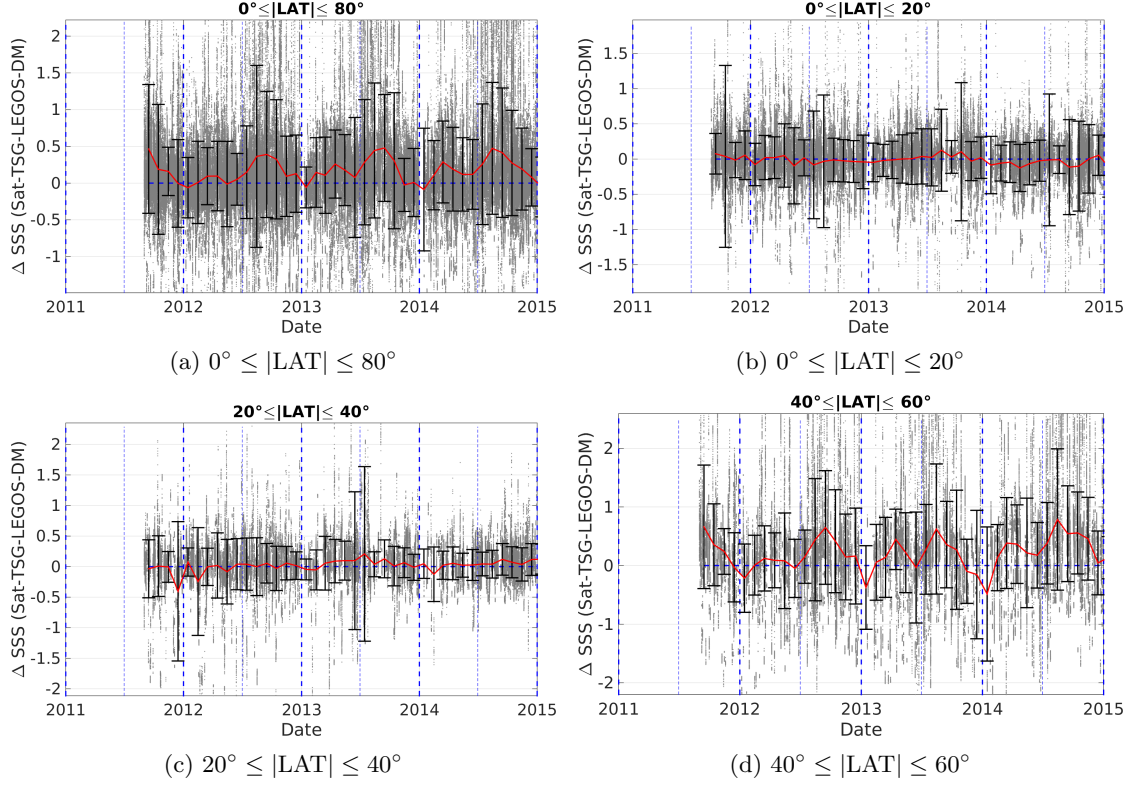 0°≤|LAT|≤ 80°
Δ SSS (Sat-TSG-LEGOS-DM)
2
1.5
1
0.5
0
-0.5
-1
2011 2012 2013 2014 2015
Date
(a) 0° ≤ |LAT| ≤ 80°
0°≤|LAT|≤ 20°
Δ SSS (Sat-TSG-LEGOS-DM)
1.5
1
0.5
0
-0.5
-1
-1.5
2011 2012 2013 2014 2015
Date
(b) 0° ≤ |LAT| ≤ 20°
20°≤|LAT|≤ 40°
Δ SSS (Sat-TSG-LEGOS-DM)
2
1.5
1
0.5
0
-0.5
-1
-1.5
-2
2011 2012 2013 2014 2015
Date
(c) 20° ≤ |LAT| ≤ 40°
40°≤|LAT|≤ 60°
Δ SSS (Sat-TSG-LEGOS-DM)
2
1
0
-1
-2
2011 2012 2013 2014 2015
Date
(d) 40° ≤ |LAT| ≤ 60°